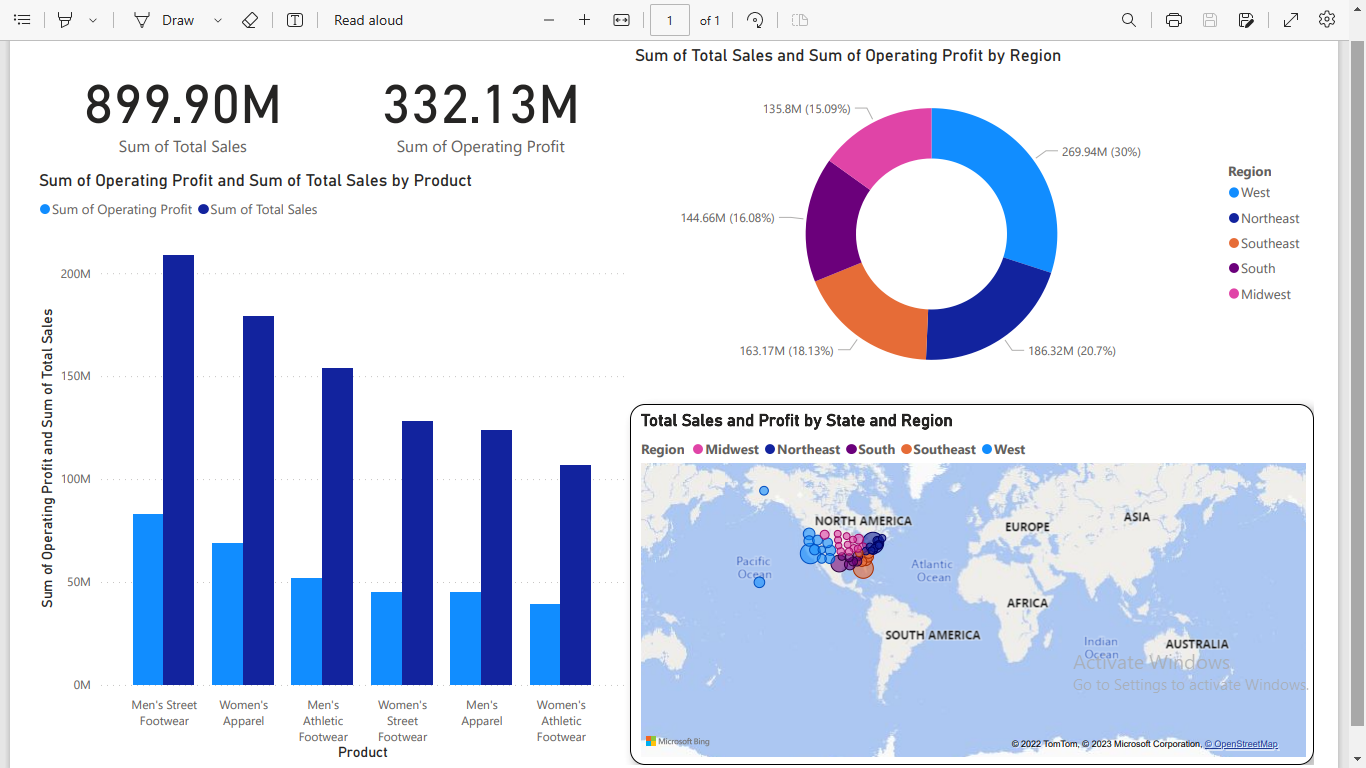 Draw
Read aloud
1
of 1
899.90M
Sum of Total Sales
332.13M
Sum of Operating Profit
Sum of Operating Profit and Sum of Total Sales by Product
Sum of Operating Profit
Sum of Total Sales
Sum of Operating Profit and Sum of Total Sales
200M
150M
100M
50M
0M
Men's Street
Footwear
Women's
Apparel
Men's
Athletic
Footwear
Women's
Street
Footwear
Men's
Apparel
Women's
Athletic
Footwear
Product
Sum of Total Sales and Sum of Operating Profit by Region
135.8M (15.09%)
269.94M (30%)
144.66M (16.08%)
163.17M (18.13%)
186.32M (20.7%)
Region
West
Northeast
Southeast
South
Midwest
Total Sales and Profit by State and Region
Region
Midwest
Northeast
South
Southeast
West
NORTH AMERICA
EUROPE
ASIA
Pacific
Ocean
Atlantic
Ocean
AFRICA
SOUTH AMERICA
Indian
Ocean
AUSTRALIA
Activate Windows
Go to Settings to activate Windows.
Microsoft Bing
© 2022 TomTom, © 2023 Microsoft Corporation, © OpenStreetMap